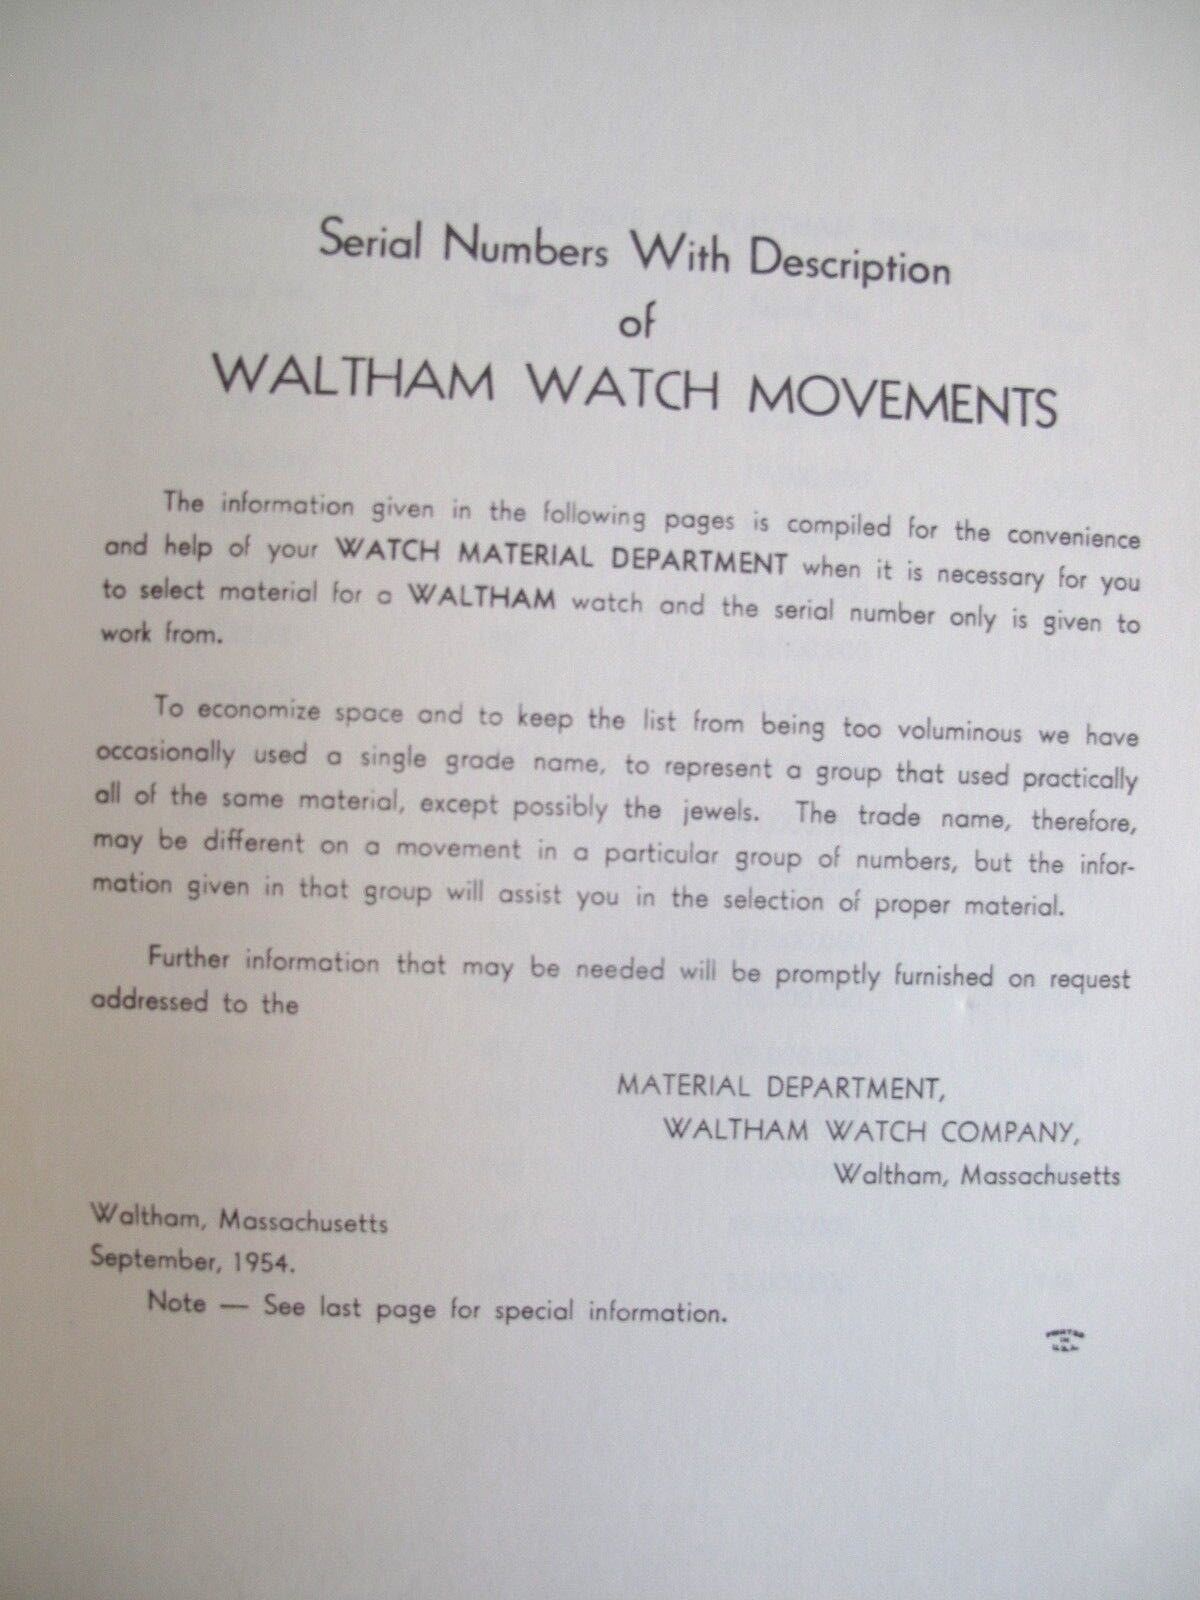 Serial Numbers With Description
of
WALTHAM WATCH MOVEMENTS
The information given in the following pages is compiled for the convenience
and help of your WATCH MATERIAL DEPARTMENT when it is necessary for you
to select material for a WALTHAM watch and the serial number only is given to
work from.
To economize space and to keep the list from being too voluminous we have
occasionally used a single grade name, to represent a group that used practically
all of the same material, except possibly the jewels. The trade name, therefore,
may be different on a movement in a particular group of numbers, but the infor-
mation given in that group will assist you in the selection of proper material.
Further information that may be needed will be promptly furnished on request
addressed to the
MATERIAL DEPARTMENT,
WALTHAM WATCH COMPANY,
Waltham, Massachusetts
Waltham, Massachusetts
September, 1954.
Note — See last page for special information.
PRINTED
IN
U.S.A.